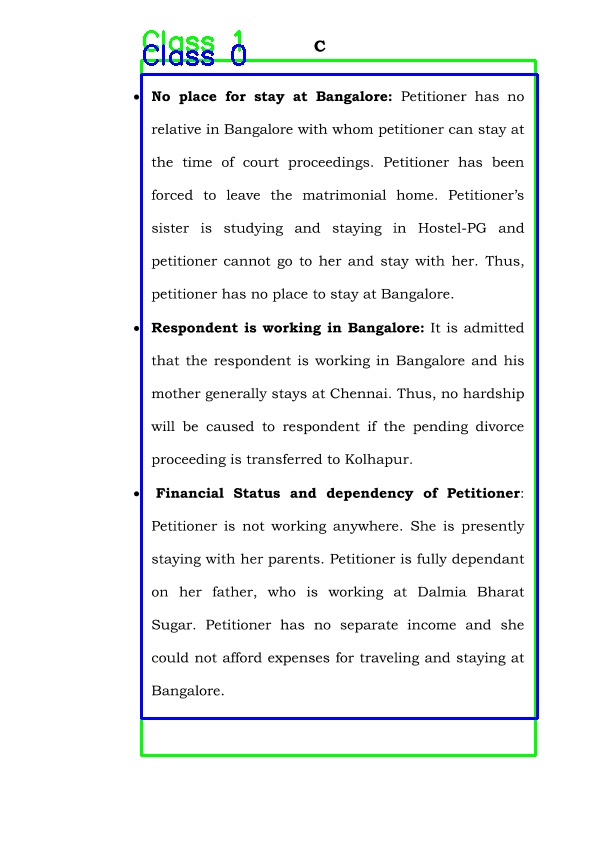 Class 1
Class 0
C
• No place for stay at Bangalore: Petitioner has no
relative in Bangalore with whom petitioner can stay at
the time of court proceedings. Petitioner has been
forced to leave the matrimonial home. Petitioner’s
sister is studying and staying in Hostel-PG and
petitioner cannot go to her and stay with her. Thus,
petitioner has no place to stay at Bangalore.
• Respondent is working in Bangalore: It is admitted
that the respondent is working in Bangalore and his
mother generally stays at Chennai. Thus, no hardship
will be caused to respondent if the pending divorce
proceeding is transferred to Kolhapur.
• Financial Status and dependency of Petitioner:
Petitioner is not working anywhere. She is presently
staying with her parents. Petitioner is fully dependant
on her father, who is working at Dalmia Bharat
Sugar. Petitioner has no separate income and she
could not afford expenses for traveling and staying at
Bangalore.